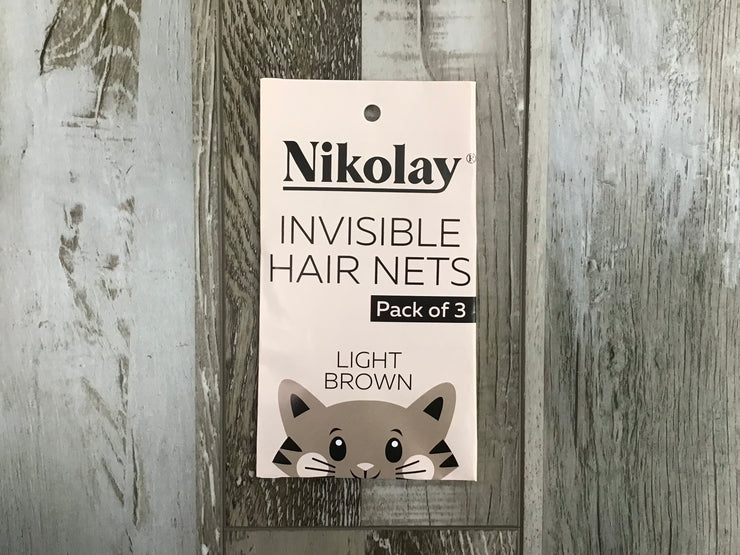 Nikolay®
INVISIBLE
HAIR NETS
Pack of 3
LIGHT
BROWN